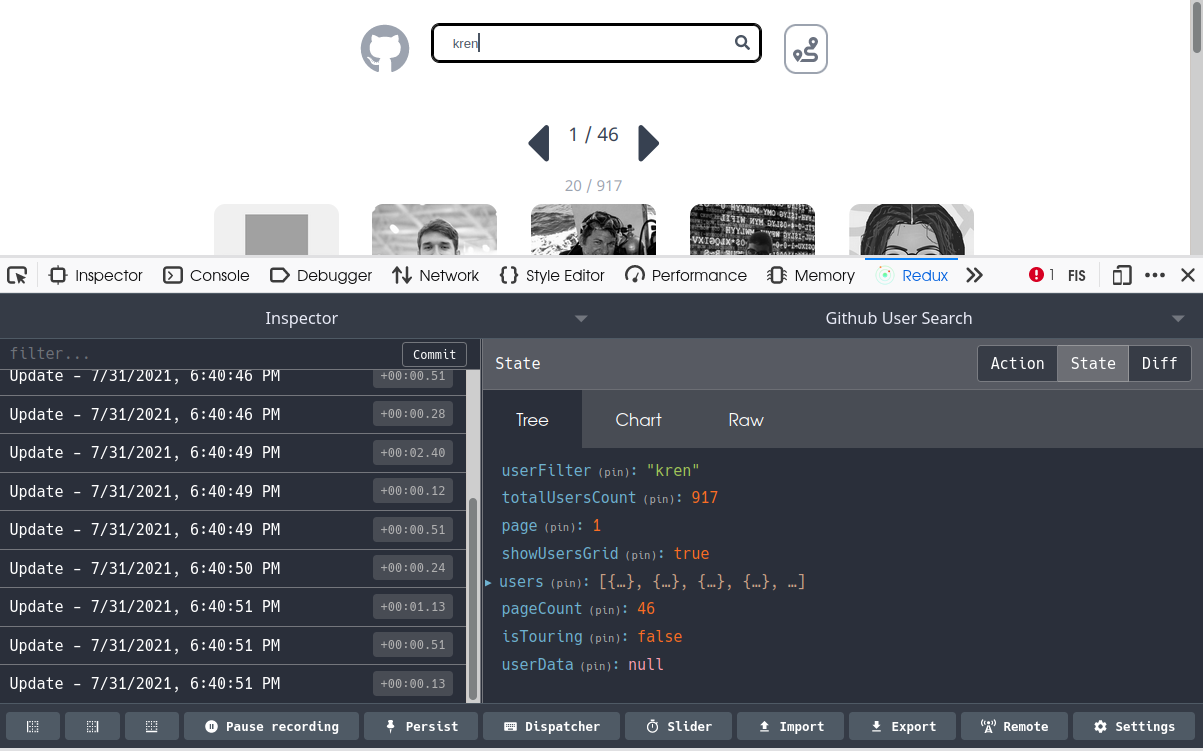 kren
1 / 46
20 / 917
Inspector Console Debugger Network Style Editor Performance Memory Redux 1 FIS
Inspector Github User Search
filter... Commit
State Action State Diff
Tree Chart Raw
Update - 7/31/2021, 6:40:46 PM +00:00.51
Update - 7/31/2021, 6:40:46 PM +00:00.28
Update - 7/31/2021, 6:40:49 PM +00:02.40
Update - 7/31/2021, 6:40:49 PM +00:00.12
Update - 7/31/2021, 6:40:49 PM +00:00.51
Update - 7/31/2021, 6:40:50 PM +00:00.24
Update - 7/31/2021, 6:40:51 PM +00:01.13
Update - 7/31/2021, 6:40:51 PM +00:00.51
Update - 7/31/2021, 6:40:51 PM +00:00.13
userFilter (pin): "kren"
totalUsersCount (pin): 917
page (pin): 1
showUsersGrid (pin): true
users (pin): [{…}, {…}, {…}, {…}, …]
pageCount (pin): 46
isTouring (pin): false
userData (pin): null
Pause recording Persist Dispatcher Slider Import Export Remote Settings